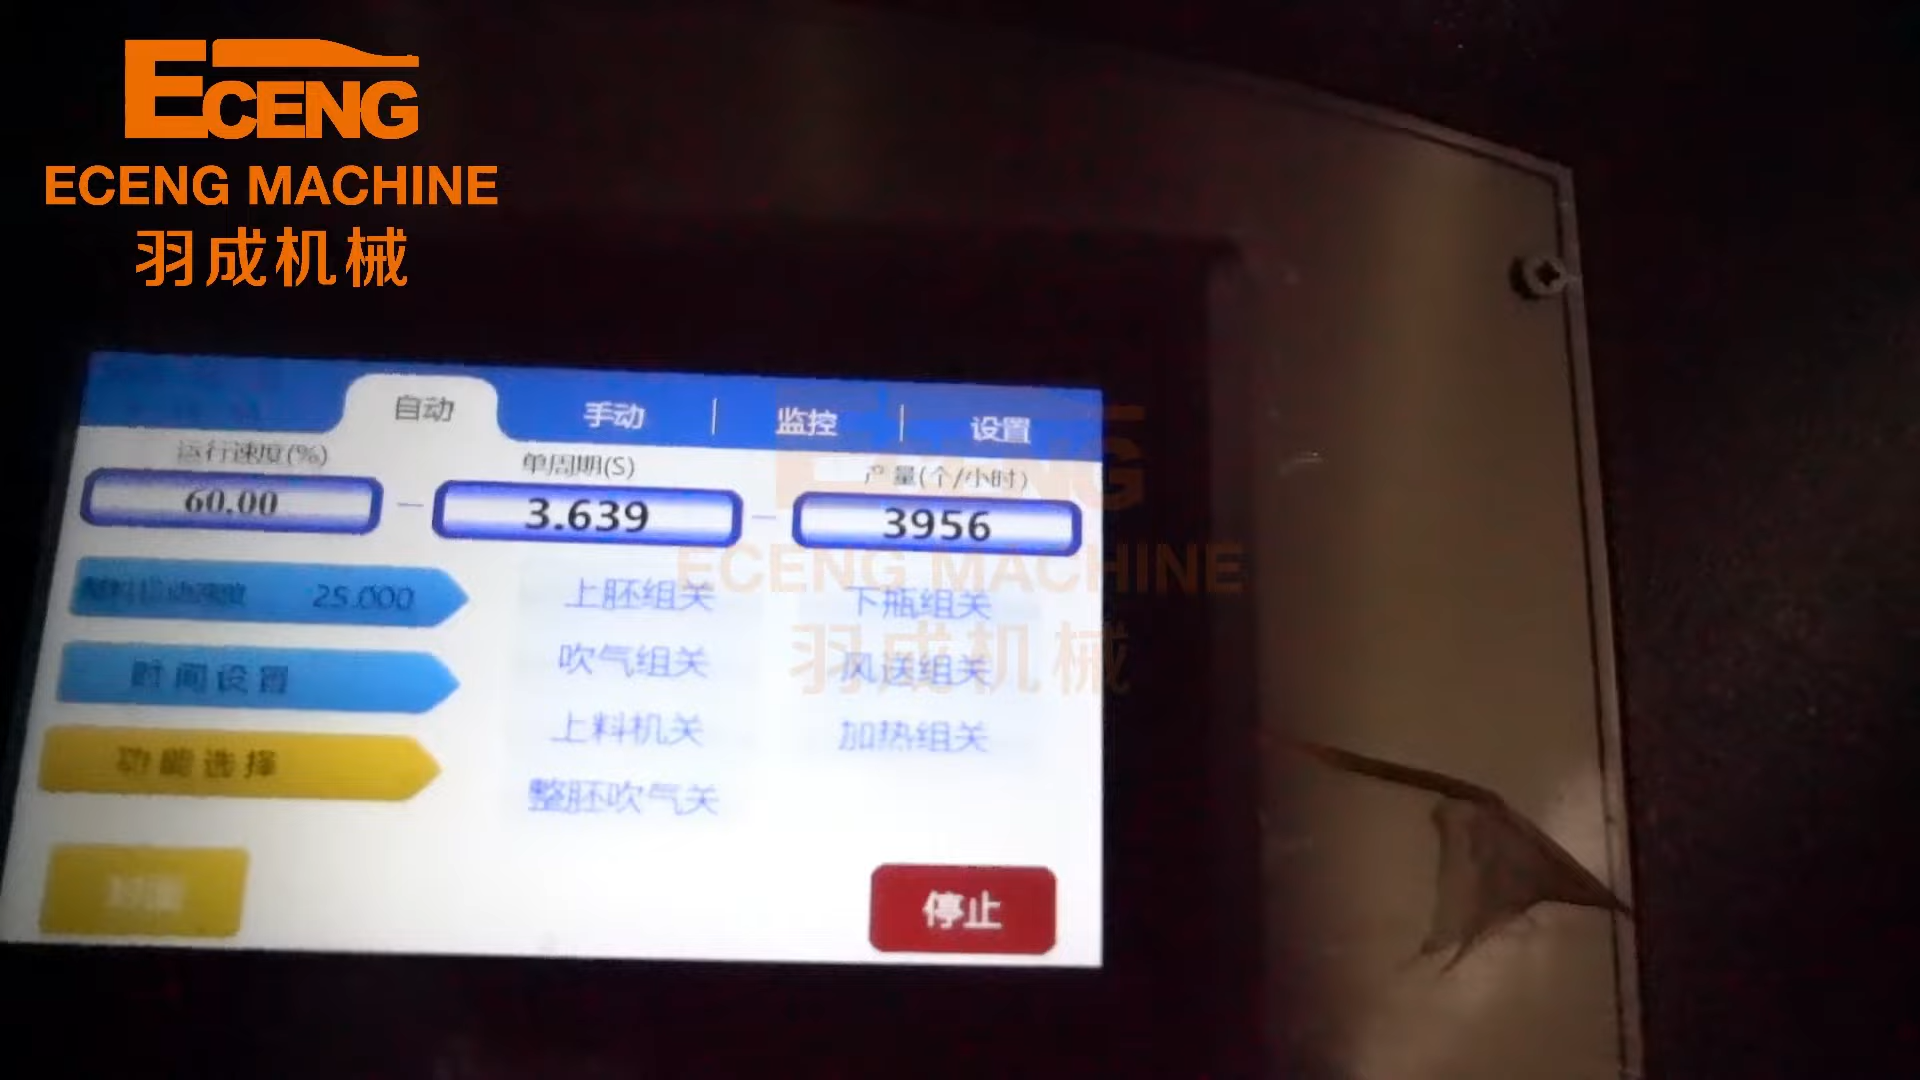 ECENG
ECENG MACHINE
羽成机械
自动
手动
监控
设置
运行速度(%)
单周期(S)
产量(个/小时)
60.00
3.639
3956
速度 25.000
上胚组关
下瓶组关
时间设置
吹气组关
风送组关
功能选择
上料机关
加热组关
整胚吹气关
停止
ECENG
ECENG MACHINE
羽成机械